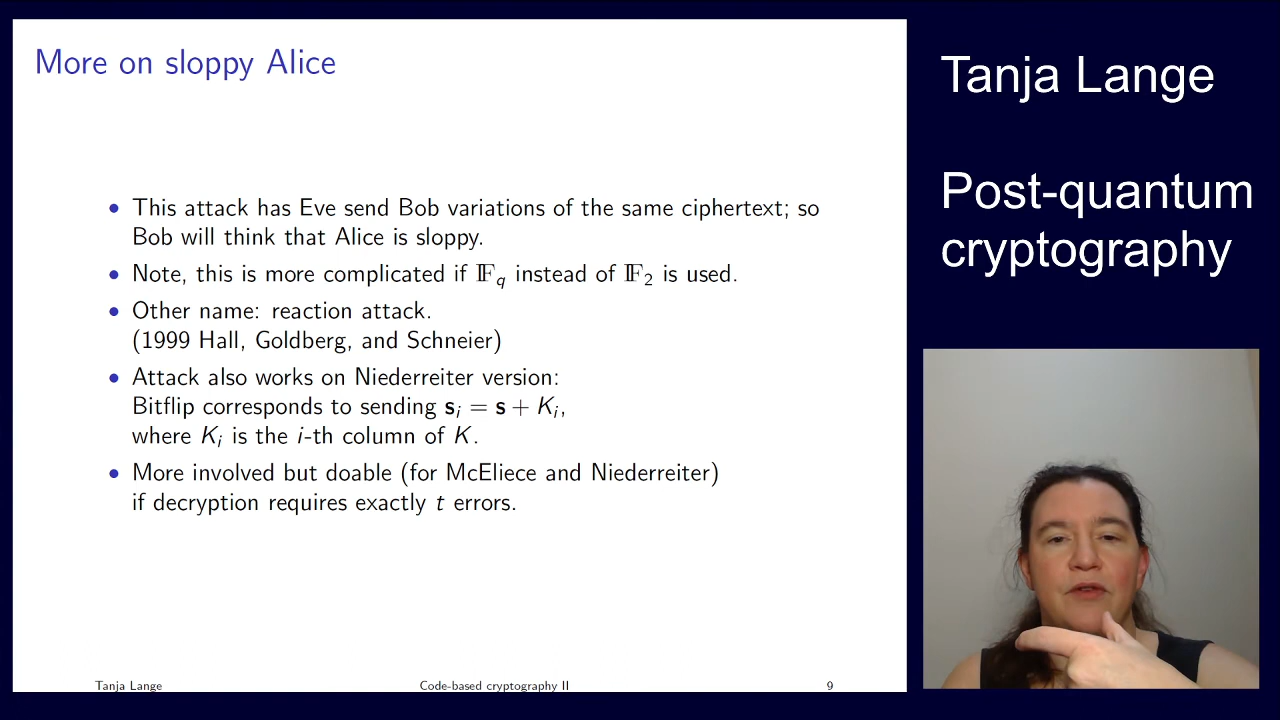 More on sloppy Alice
• This attack has Eve send Bob variations of the same ciphertext; so
Bob will think that Alice is sloppy.
• Note, this is more complicated if 𝔽q instead of 𝔽2 is used.
• Other name: reaction attack.
(1999 Hall, Goldberg, and Schneier)
• Attack also works on Niederreiter version:
Bitflip corresponds to sending si = s + Ki,
where Ki is the i-th column of K.
• More involved but doable (for McEliece and Niederreiter)
if decryption requires exactly t errors.
Tanja Lange
Code-based cryptography II
9
Tanja Lange
Post-quantum
cryptography